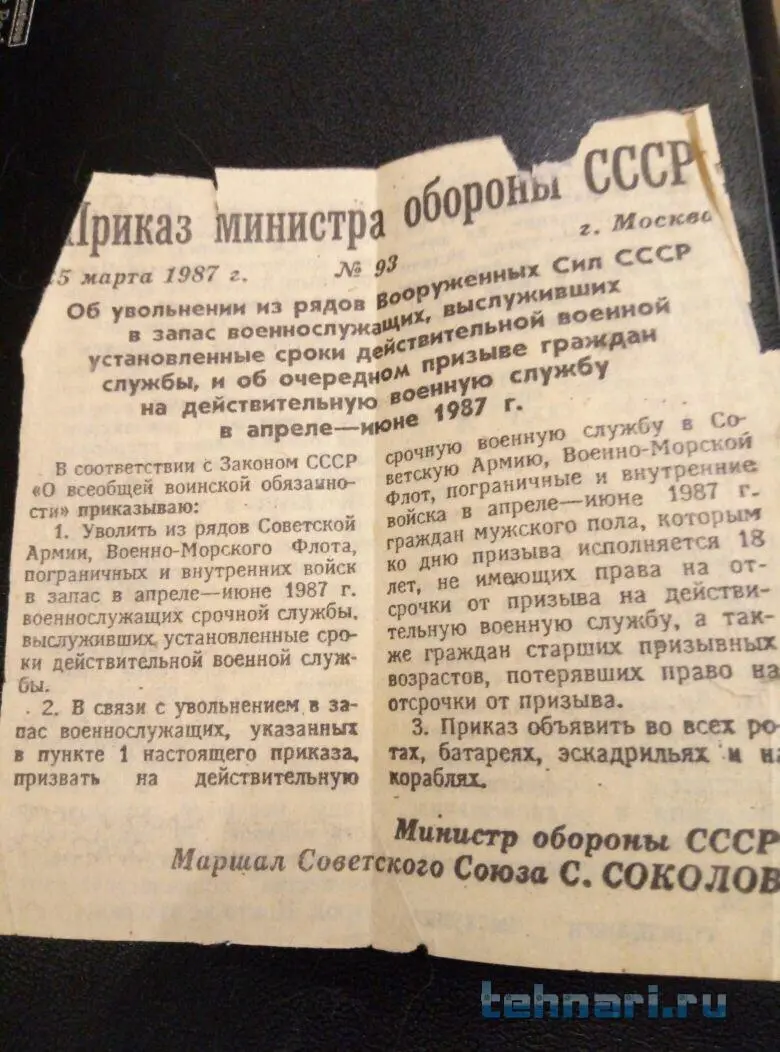 Приказ министра обороны СССР
5 марта 1987 г. № 93 г. Москва
Об увольнении из рядов Вооруженных Сил СССР
в запас военнослужащих, выслуживших
установленные сроки действительной военной
службы, и об очередном призыве граждан
на действительную военную службу
в апреле—июне 1987 г.
В соответствии с Законом СССР
«О всеобщей воинской обязанно-
сти» приказываю:
1. Уволить из рядов Советской
Армии, Военно-Морского Флота,
пограничных и внутренних войск
в запас в апреле—июне 1987 г.
военнослужащих срочной службы,
выслуживших установленные сро-
ки действительной военной служ-
бы.
2. В связи с увольнением в за-
пас военнослужащих, указанных
в пункте 1 настоящего приказа,
призвать на действительную
срочную военную службу в Со-
ветскую Армию, Военно-Морской
Флот, пограничные и внутренние
войска в апреле—июне 1987 г.
граждан мужского пола, которым
ко дню призыва исполняется 18
лет, не имеющих права на от-
срочки от призыва на действи-
тельную военную службу, а так-
же граждан старших призывных
возрастов, потерявших право на
отсрочки от призыва.
3. Приказ объявить во всех ро-
тах, батареях, эскадрильях и на
кораблях.
Министр обороны СССР
Маршал Советского Союза С. СОКОЛОВ
tehnari.ru